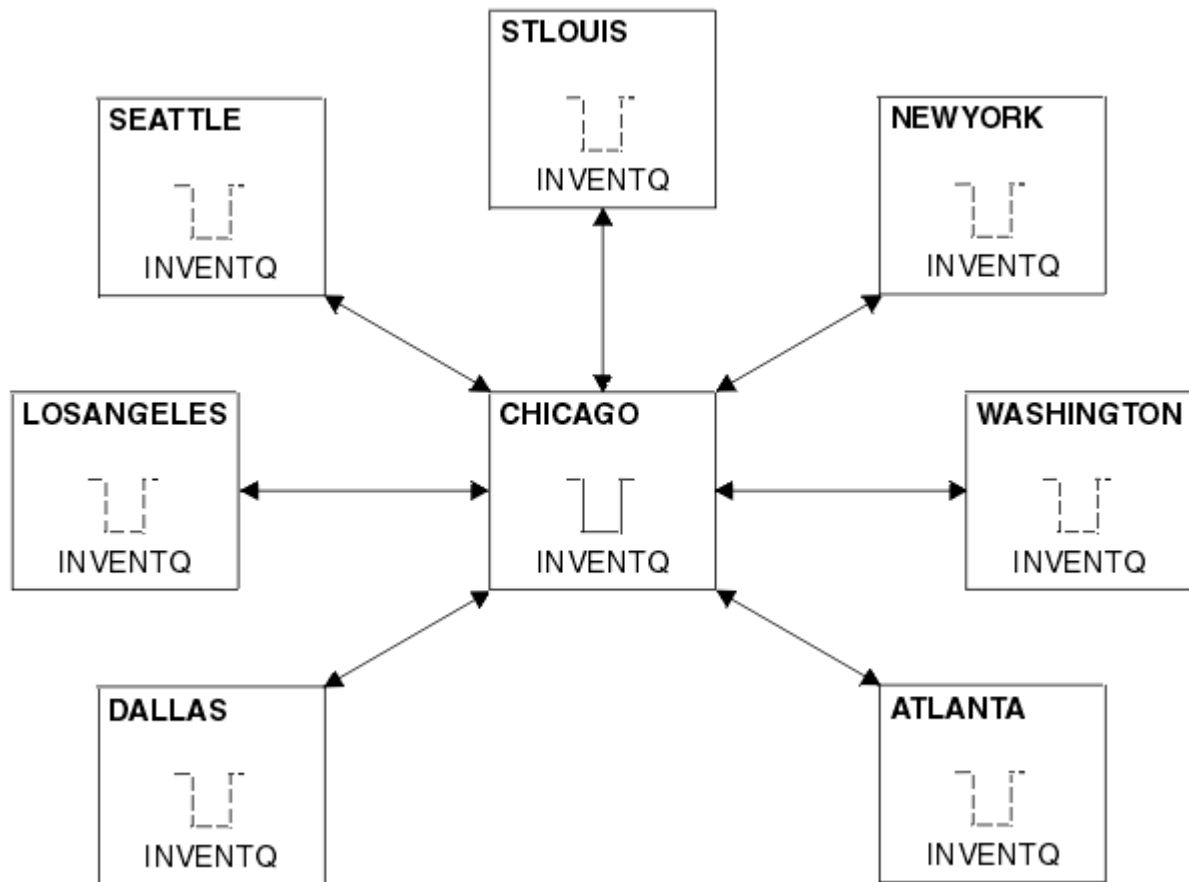 STLOUIS
INVENTQ
SEATTLE
INVENTQ
NEWYORK
INVENTQ
LOSANGELES
INVENTQ
CHICAGO
INVENTQ
WASHINGTON
INVENTQ
DALLAS
INVENTQ
ATLANTA
INVENTQ